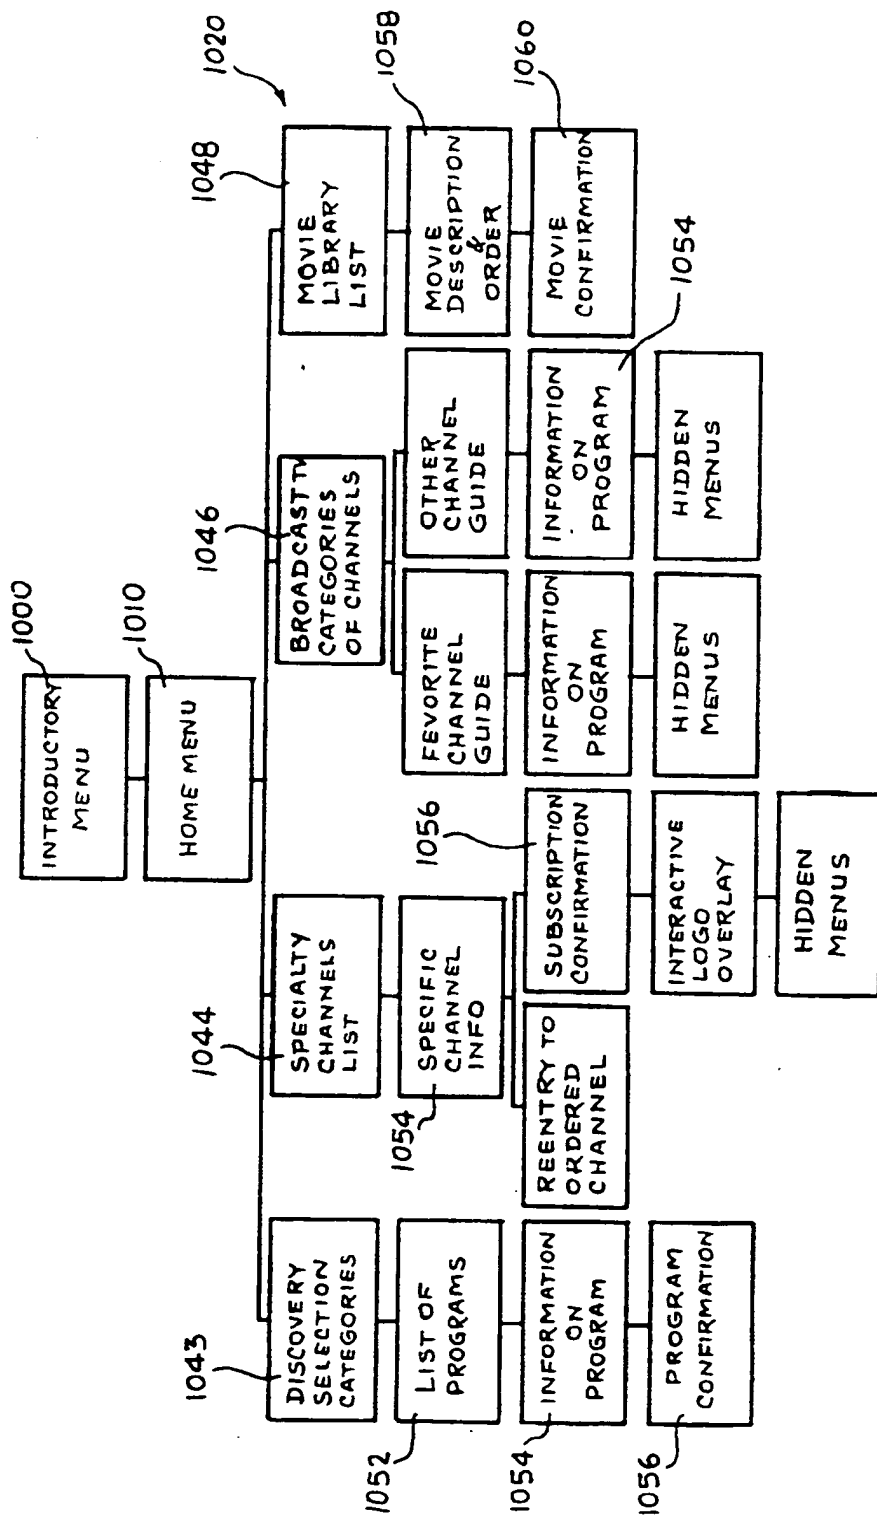 1000
INTRODUCTORY
MENU
1010
HOME MENU
1020
1043
DISCOVERY
SELECTION
CATEGORIES
1052
LIST OF
PROGRAMS
1054
INFORMATION
ON
PROGRAM
1056
PROGRAM
CONFIRMATION
1044
SPECIALTY
CHANNELS
LIST
1054
SPECIFIC
CHANNEL
INFO
REENTRY TO
ORDERED
CHANNEL
1056
SUBSCRIPTION
CONFIRMATION
INTERACTIVE
LOGO
OVERLAY
HIDDEN
MENUS
1046
BROADCAST TV
CATEGORIES
OF CHANNELS
FEVORITE
CHANNEL
GUIDE
INFORMATION
ON
PROGRAM
HIDDEN
MENUS
OTHER
CHANNEL
GUIDE
INFORMATION
ON
PROGRAM
1054
HIDDEN
MENUS
1048
MOVIE
LIBRARY
LIST
1058
MOVIE
DESCRIPTION
&
ORDER
1060
MOVIE
CONFIRMATION